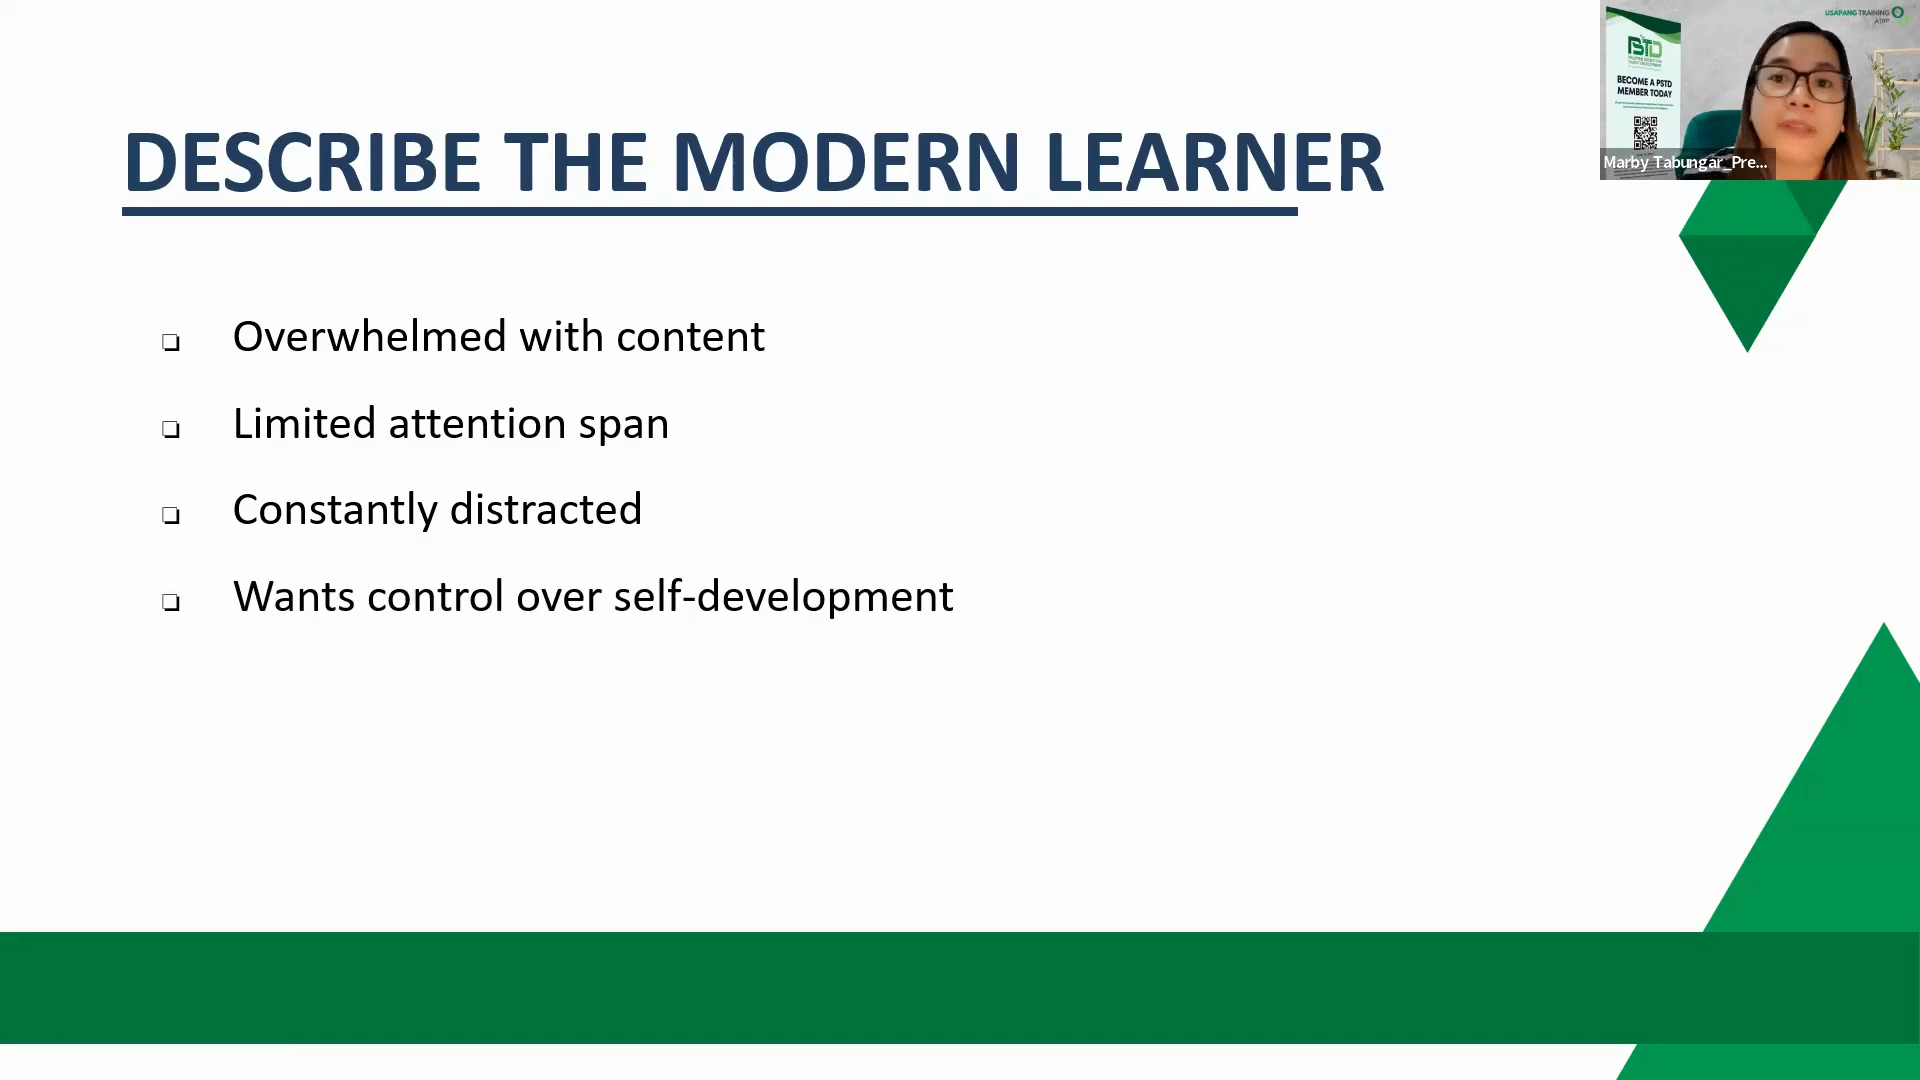 DESCRIBE THE MODERN LEARNER
Overwhelmed with content
Limited attention span
Constantly distracted
Wants control over self-development
USAPANG TRAINING
ATBP
BECOME A PSTD
MEMBER TODAY
Marby Tabungar_Pre...